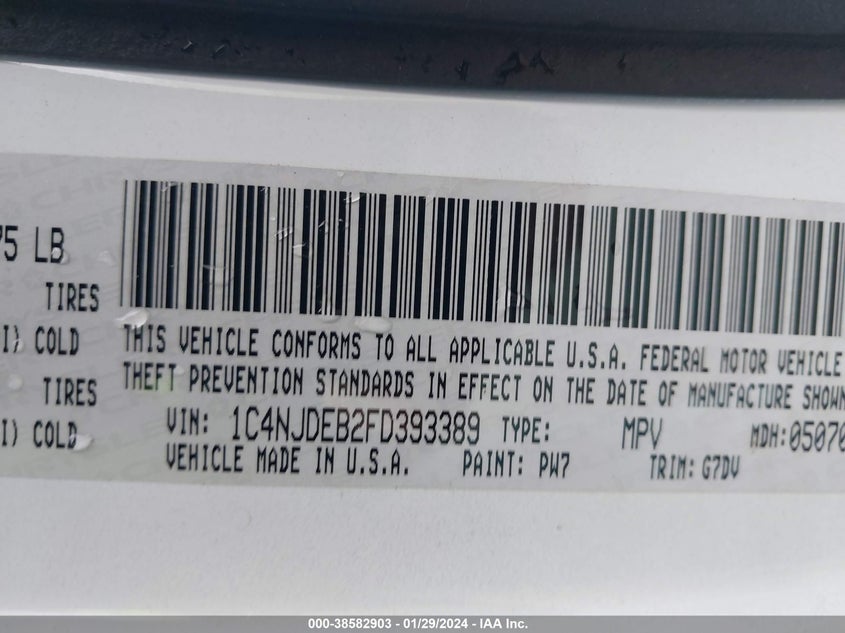 75 LB
TIRES
I) COLD
TIRES
I) COLD
THIS VEHICLE CONFORMS TO ALL APPLICABLE U.S.A. FEDERAL MOTOR VEHICLE
THEFT PREVENTION STANDARDS IN EFFECT ON THE DATE OF MANUFACTURE SHOWN
VIN: 1C4NJDEB2FD393389 TYPE: MPV MDH:05070
VEHICLE MADE IN U.S.A. PAINT: PW7 TRIM: G7DV
000-38582903 - 01/29/2024 - IAA Inc.